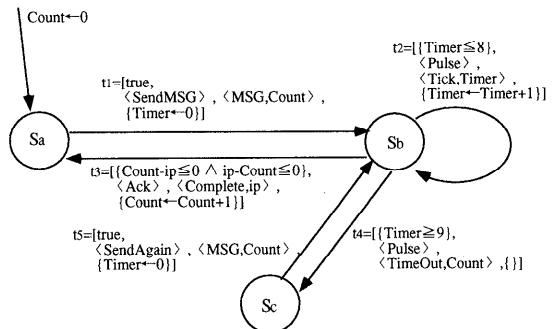 Count←0
t1=[true,
〈SendMSG〉, 〈MSG,Count〉,
{Timer←0}]
t2=[{Timer≦8},
〈Pulse〉,
〈Tick,Timer〉,
{Timer←Timer+1}]
Sa
Sb
t3=[{Count-ip≦0 ∧ ip-Count≦0},
〈Ack〉, 〈Complete,ip〉,
{Count←Count+1}]
t5=[true,
〈SendAgain〉, 〈MSG,Count〉,
{Timer←0}]
t4=[{Timer≧9},
〈Pulse〉,
〈TimeOut,Count〉,{}]
Sc